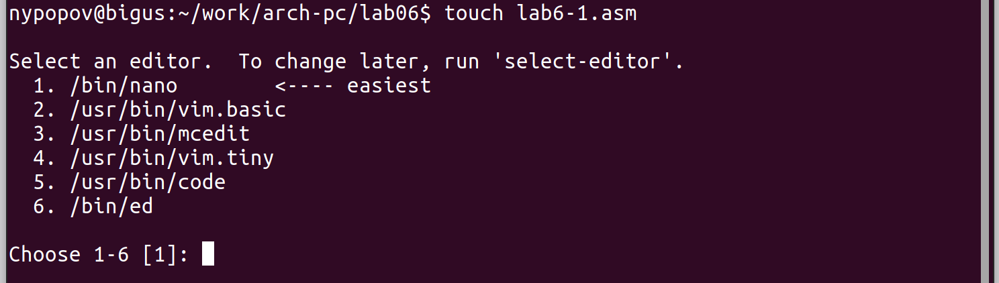 nypopov@bigus:~/work/arch-pc/lab06$ touch lab6-1.asm
Select an editor.  To change later, run 'select-editor'.
  1. /bin/nano        <---- easiest
  2. /usr/bin/vim.basic
  3. /usr/bin/mcedit
  4. /usr/bin/vim.tiny
  5. /usr/bin/code
  6. /bin/ed
Choose 1-6 [1]: